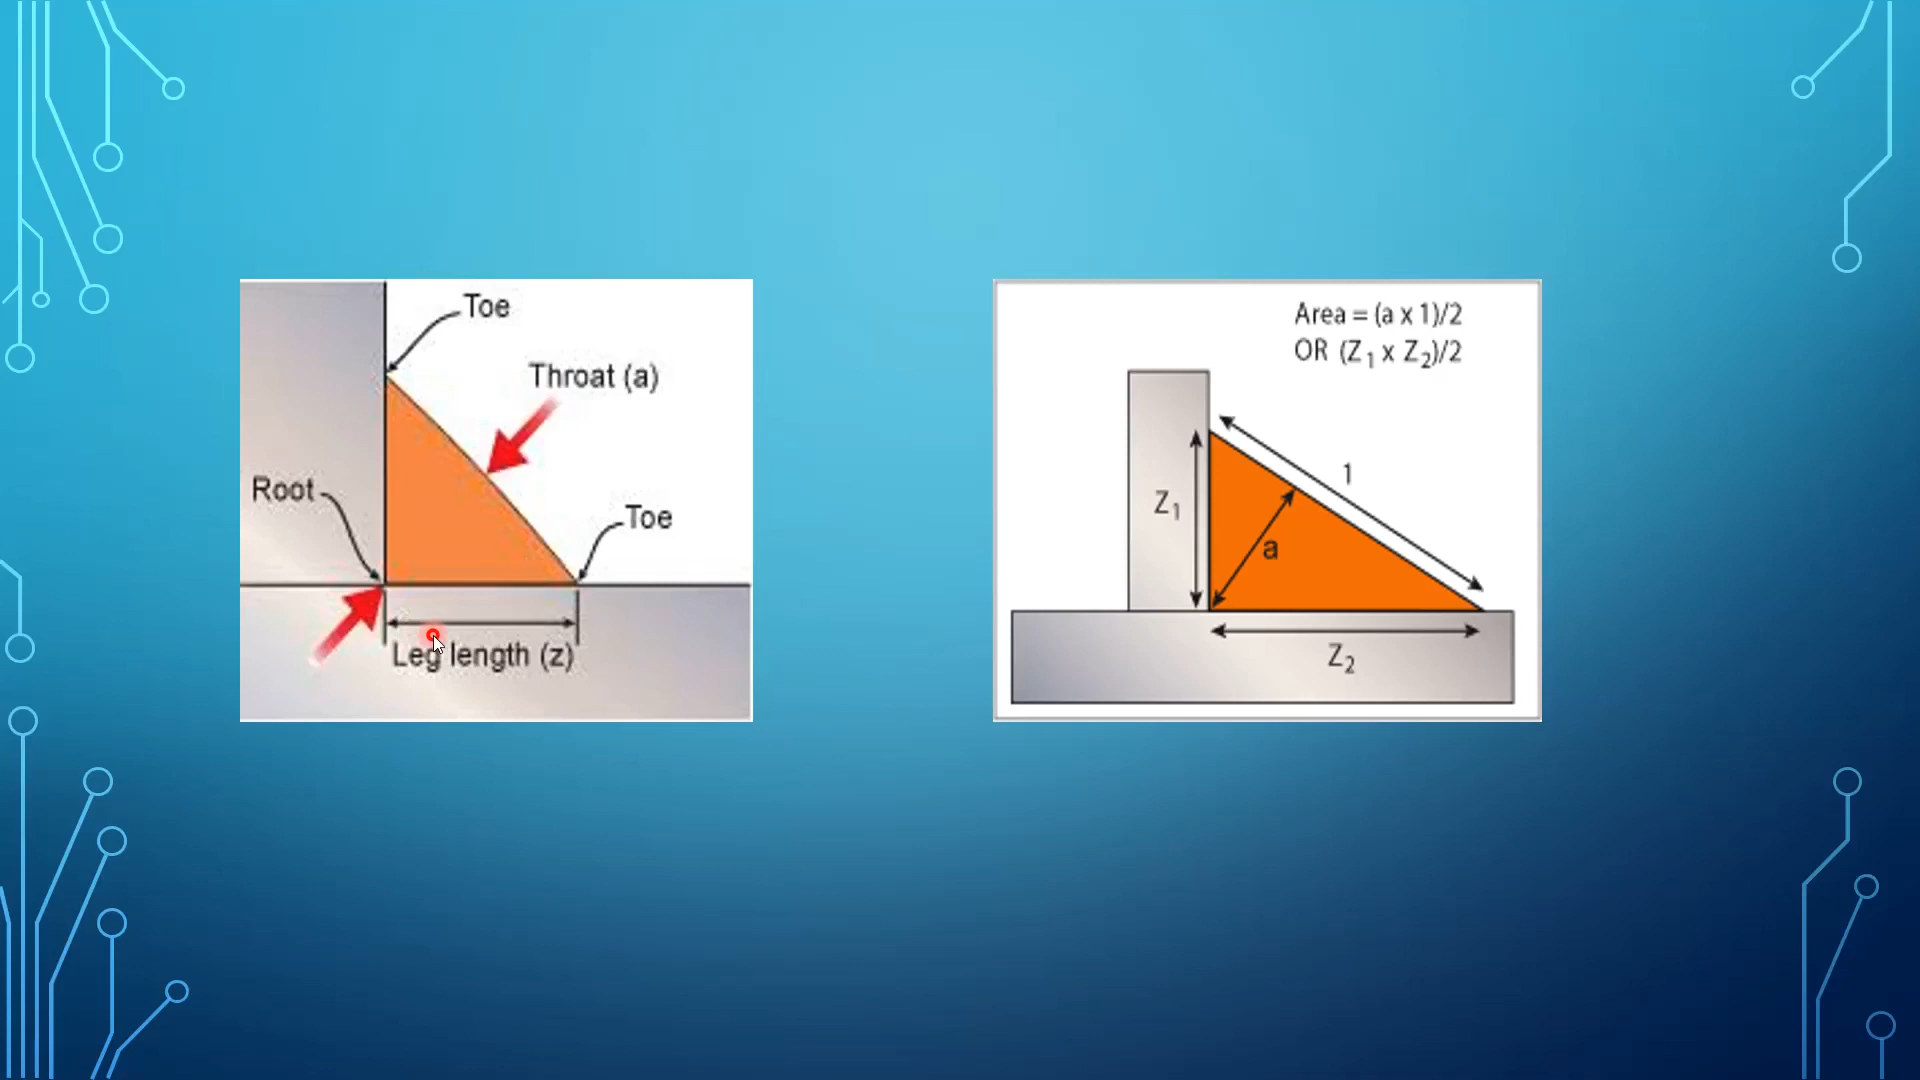 Toe
Throat (a)
Root
Toe
Leg length (z)
Area = (a x 1)/2
OR (Z₁ x Z₂)/2
1
Z₁
a
Z₂